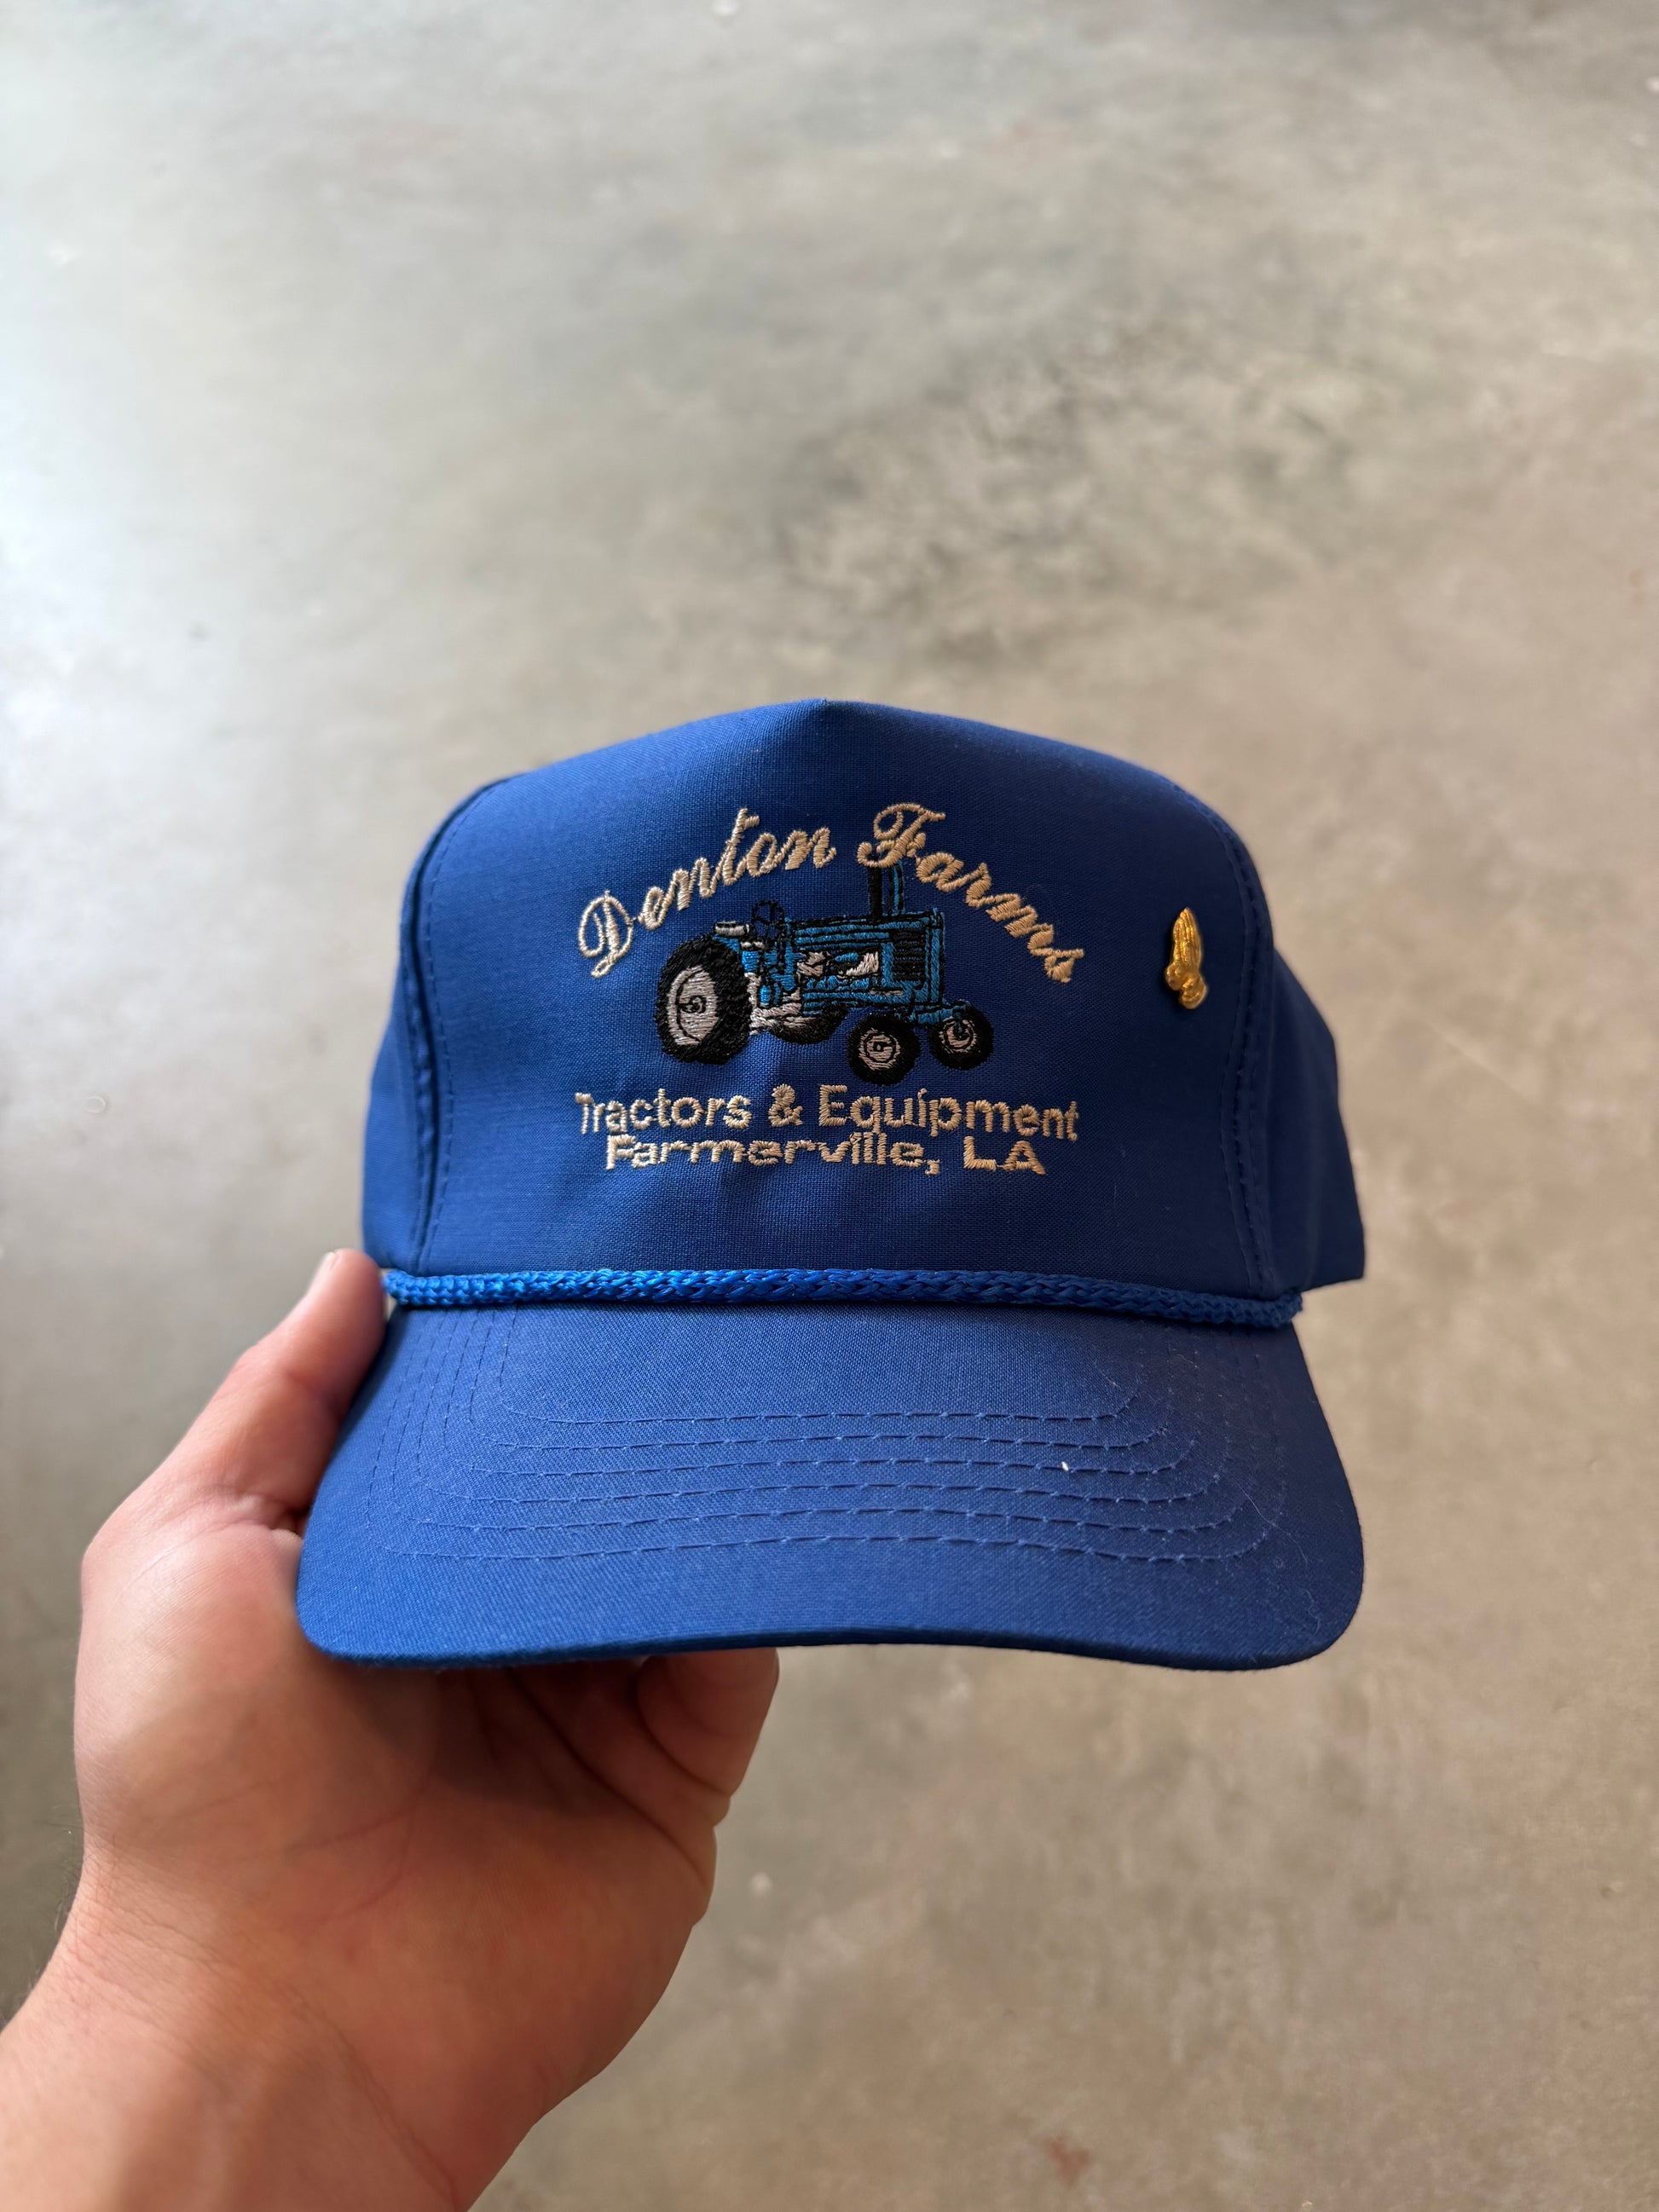 Denton Farms
Tractors & Equipment
Farmerville, LA